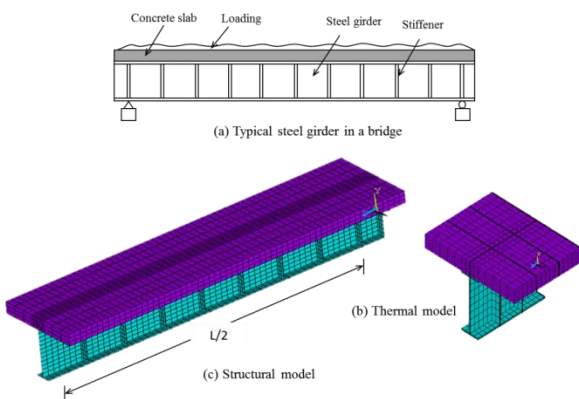 Concrete slab
Loading
Steel girder
Stiffener
(a) Typical steel girder in a bridge
(b) Thermal model
L/2
(c) Structural model